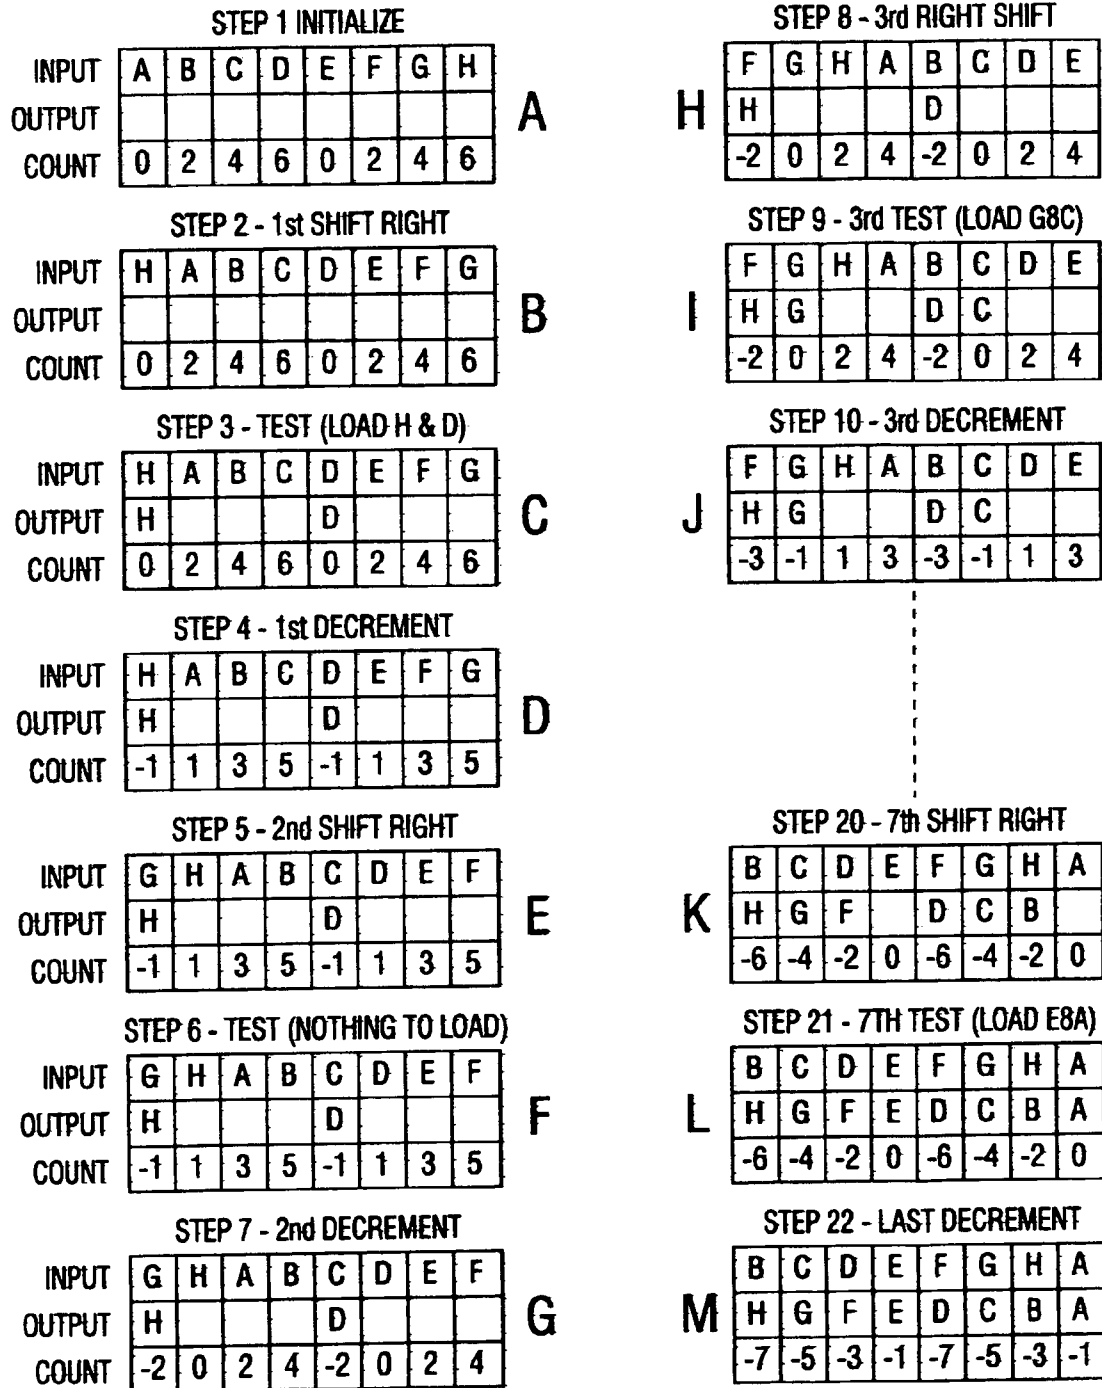 STEP 1 INITIALIZE
INPUT A B C D E F G H
OUTPUT
COUNT 0 2 4 6 0 2 4 6
A
STEP 2 - 1st SHIFT RIGHT
INPUT H A B C D E F G
OUTPUT
COUNT 0 2 4 6 0 2 4 6
B
STEP 3 - TEST (LOAD H & D)
INPUT H A B C D E F G
OUTPUT H D
COUNT 0 2 4 6 0 2 4 6
C
STEP 4 - 1st DECREMENT
INPUT H A B C D E F G
OUTPUT H D
COUNT -1 1 3 5 -1 1 3 5
D
STEP 5 - 2nd SHIFT RIGHT
INPUT G H A B C D E F
OUTPUT H D
COUNT -1 1 3 5 -1 1 3 5
E
STEP 6 - TEST (NOTHING TO LOAD)
INPUT G H A B C D E F
OUTPUT H D
COUNT -1 1 3 5 -1 1 3 5
F
STEP 7 - 2nd DECREMENT
INPUT G H A B C D E F
OUTPUT H D
COUNT -2 0 2 4 -2 0 2 4
G
STEP 8 - 3rd RIGHT SHIFT
F G H A B C D E
H H D
-2 0 2 4 -2 0 2 4
STEP 9 - 3rd TEST (LOAD G8C)
F G H A B C D E
I H G D C
-2 0 2 4 -2 0 2 4
STEP 10 - 3rd DECREMENT
F G H A B C D E
J H G D C
-3 -1 1 3 -3 -1 1 3
STEP 20 - 7th SHIFT RIGHT
B C D E F G H A
K H G F D C B
-6 -4 -2 0 -6 -4 -2 0
STEP 21 - 7TH TEST (LOAD E8A)
B C D E F G H A
L H G F E D C B A
-6 -4 -2 0 -6 -4 -2 0
STEP 22 - LAST DECREMENT
B C D E F G H A
M H G F E D C B A
-7 -5 -3 -1 -7 -5 -3 -1